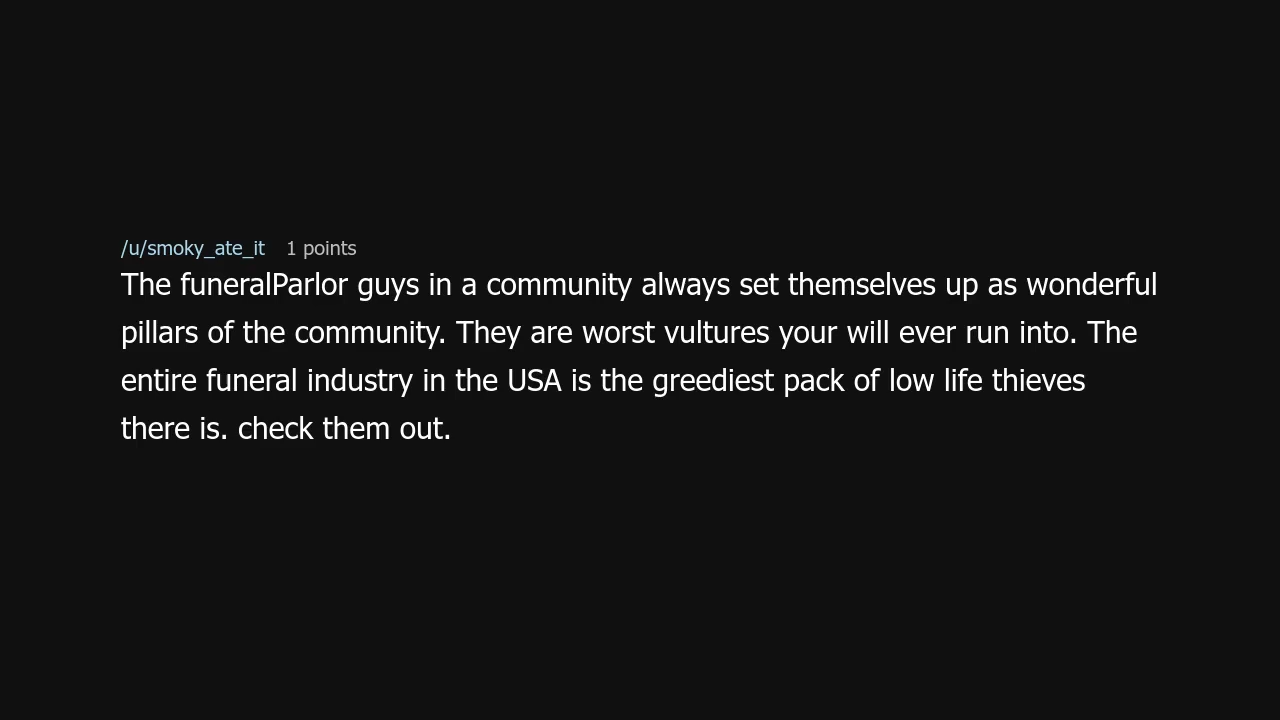 /u/smoky_ate_it 1 points
The funeralParlor guys in a community always set themselves up as wonderful
pillars of the community. They are worst vultures your will ever run into. The
entire funeral industry in the USA is the greediest pack of low life thieves
there is. check them out.